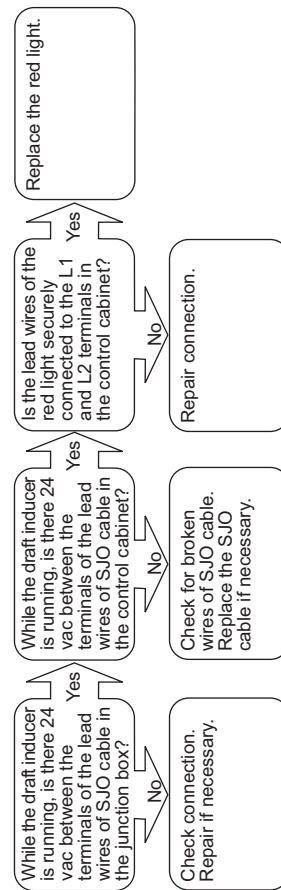 While the draft inducer
is running, is there 24
vac between the
terminals of the lead
wires of SJO cable in
the junction box?
Yes
No
Check connection.
Repair if necessary.
While the draft inducer
is running, is there 24
vac between the
terminals of the lead
wires of SJO cable in
the control cabinet?
Yes
No
Check for broken
wires of SJO cable.
Replace the SJO
cable if necessary.
Is the lead wires of the
red light securely
connected to the L1
and L2 terminals in
the control cabinet?
Yes
No
Repair connection.
Replace the red light.